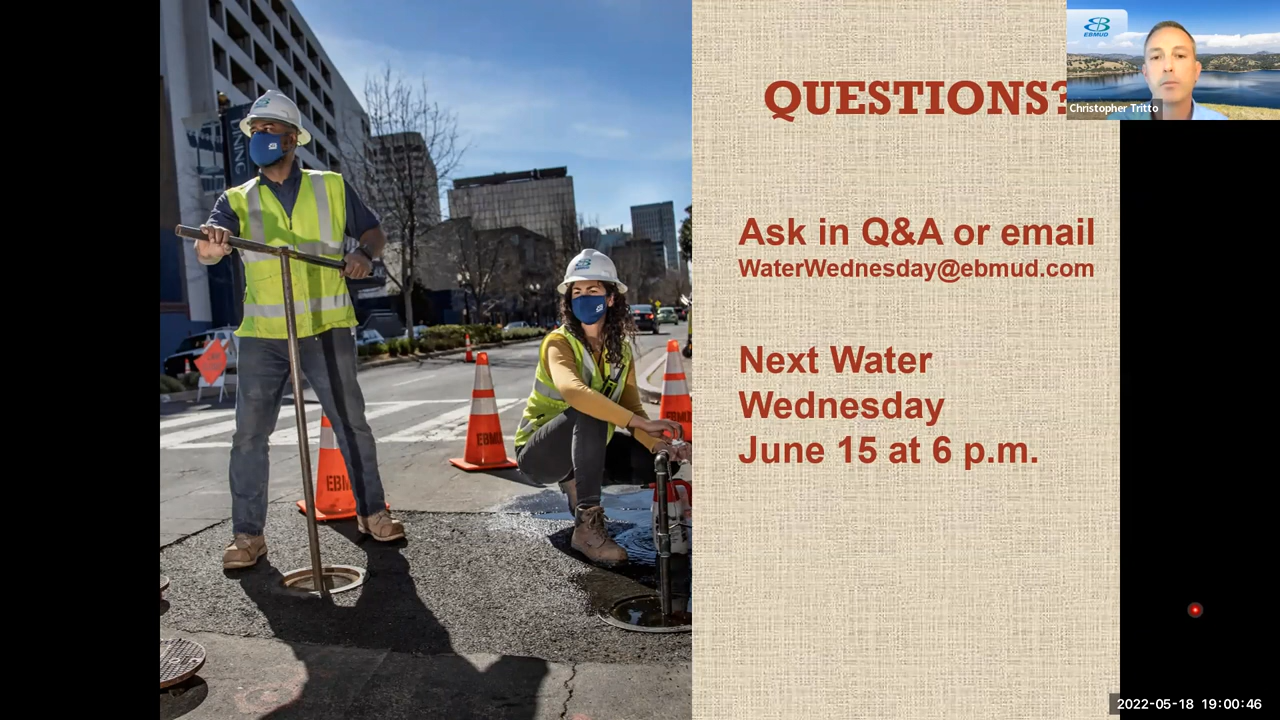 QUESTIONS?
EBMUD
Christopher Tritto
Ask in Q&A or email
WaterWednesday@ebmud.com
Next Water
Wednesday
June 15 at 6 p.m.
DINING
EBMUD
2022-05-18 19:00:46